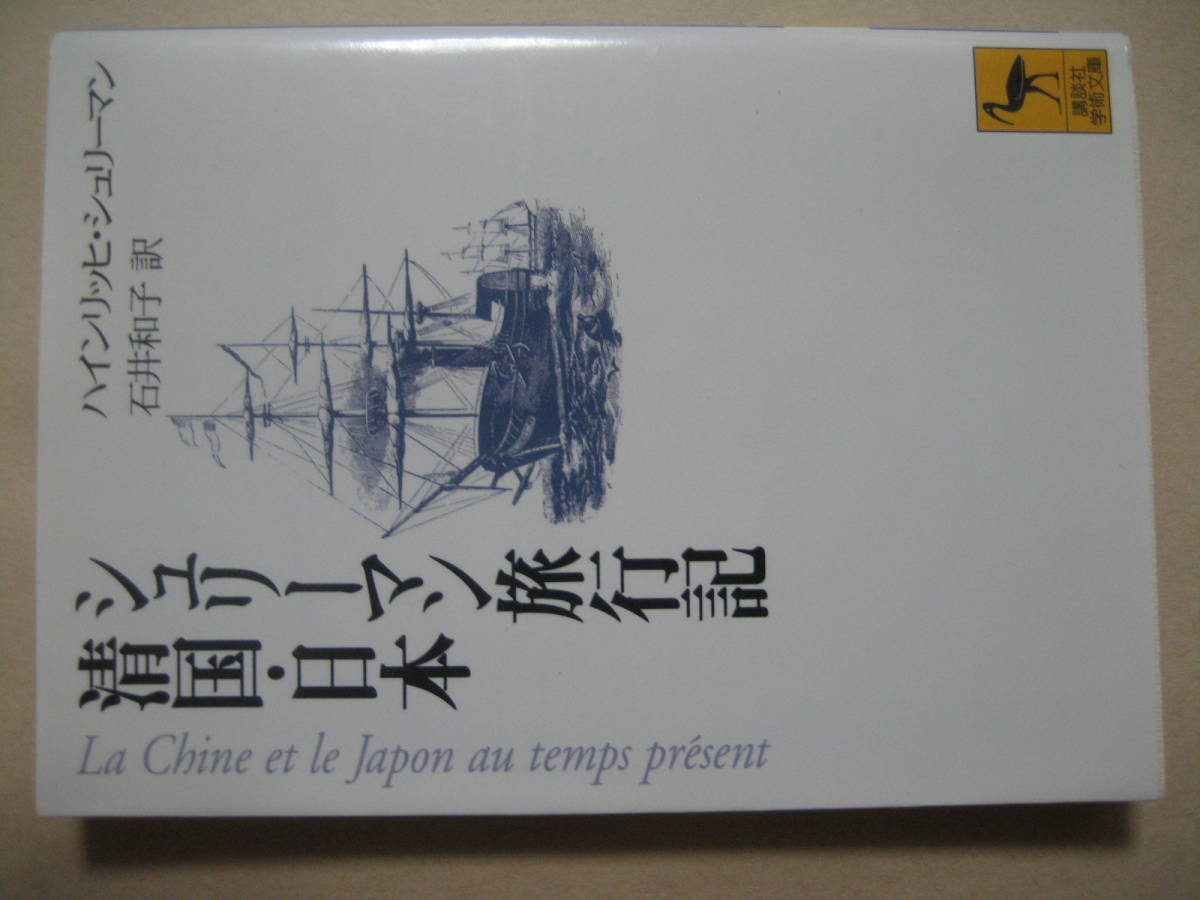 ハインリッヒ・シュリーマン
石井和子 訳
シュリーマン旅行記
清国・日本
La Chine et le Japon au temps présent
講談社
学術文庫